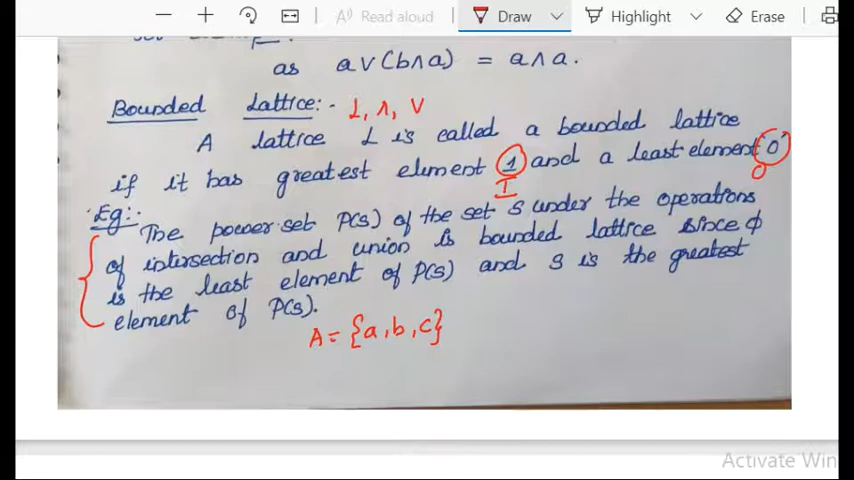 Read aloud
Draw
Highlight
Erase
as a∨(b∧a) = a∧a.
Bounded Lattice:- L, ∧, ∨
A lattice L is called a bounded lattice
if it has greatest element 1 and a least element '0'
I 0
Eg:-
The power set P(s) of the set s under the operations
of intersection and union is bounded lattice since ϕ
is the least element of P(s) and s is the greatest
element of P(s).
A = {a, b, c}
Activate Win